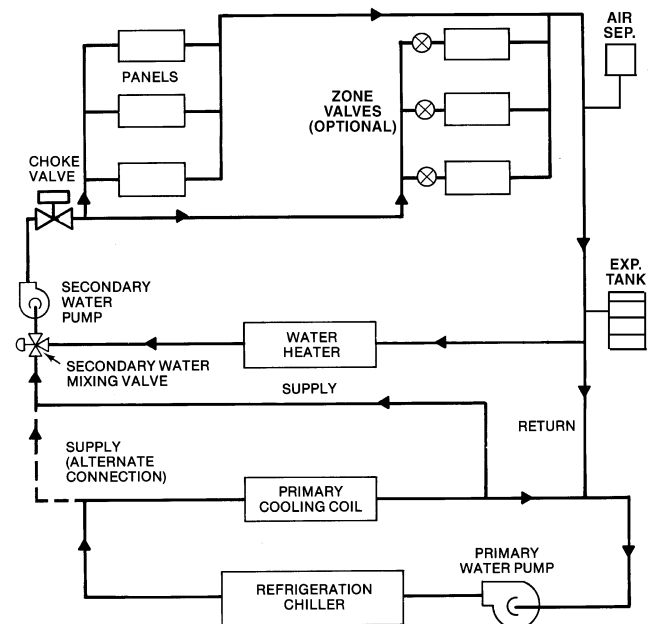 AIR
SEP.
PANELS
ZONE
VALVES
(OPTIONAL)
CHOKE
VALVE
EXP.
TANK
SECONDARY
WATER
PUMP
WATER
HEATER
SECONDARY WATER
MIXING VALVE
SUPPLY
RETURN
SUPPLY
(ALTERNATE
CONNECTION)
PRIMARY
COOLING COIL
PRIMARY
WATER PUMP
REFRIGERATION
CHILLER